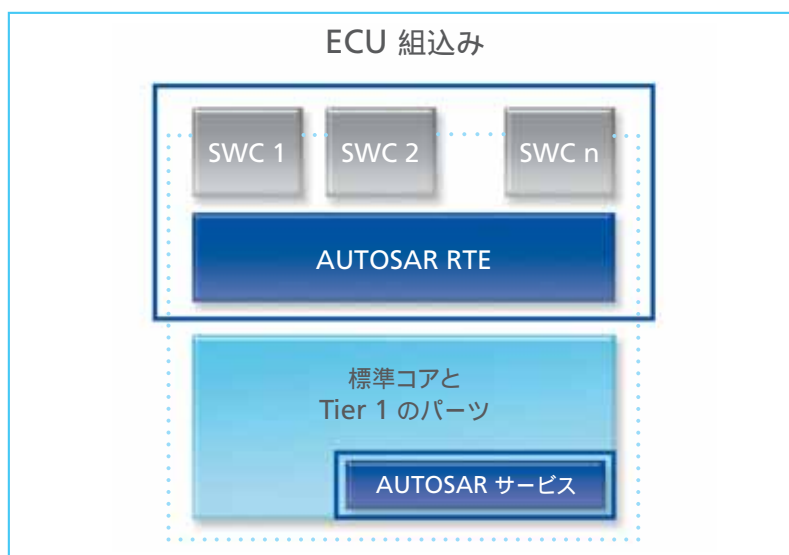 ECU 組込み
SWC 1 SWC 2 SWC n
AUTOSAR RTE
標準コアと
Tier 1 のパーツ
AUTOSAR サービス